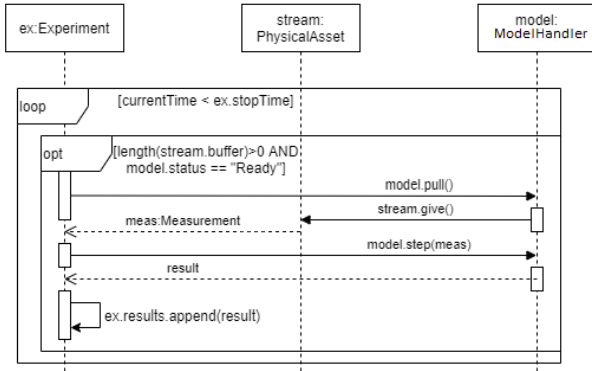 ex:Experiment
stream:
PhysicalAsset
model:
ModelHandler
loop
[currentTime < ex.stopTime]
opt
[length(stream.buffer)>0 AND
model.status == "Ready"]
model.pull()
stream.give()
meas:Measurement
model.step(meas)
result
ex.results.append(result)